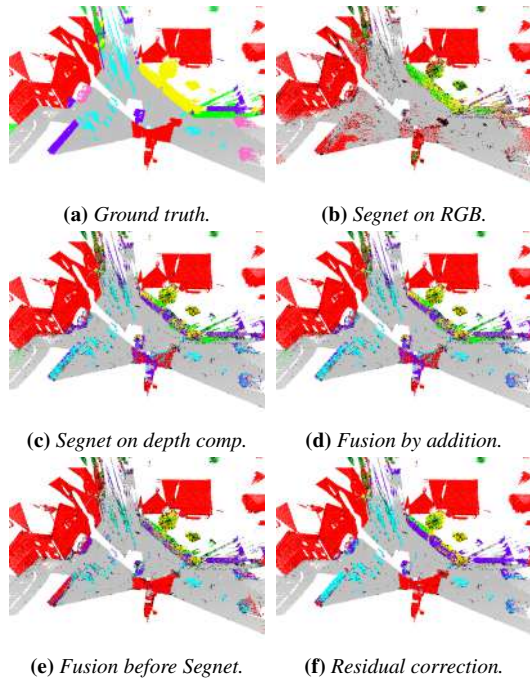 (a) Ground truth.
(b) Segnet on RGB.
(c) Segnet on depth comp.
(d) Fusion by addition.
(e) Fusion before Segnet.
(f) Residual correction.